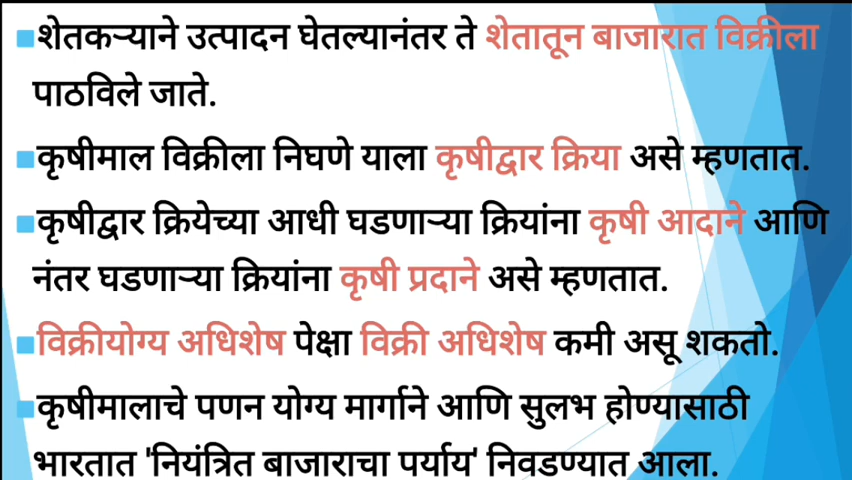 शेतकऱ्याने उत्पादन घेतल्यानंतर ते शेतातून बाजारात विक्रीला
पाठविले जाते.
कृषीमाल विक्रीला निघणे याला कृषीद्वार क्रिया असे म्हणतात.
कृषीद्वार क्रियेच्या आधी घडणाऱ्या क्रियांना कृषी आदाने आणि
नंतर घडणाऱ्या क्रियांना कृषी प्रदाने असे म्हणतात.
विक्रीयोग्य अधिशेष पेक्षा विक्री अधिशेष कमी असू शकतो.
कृषीमालाचे पणन योग्य मार्गाने आणि सुलभ होण्यासाठी
भारतात 'नियंत्रित बाजाराचा पर्याय' निवडण्यात आला.